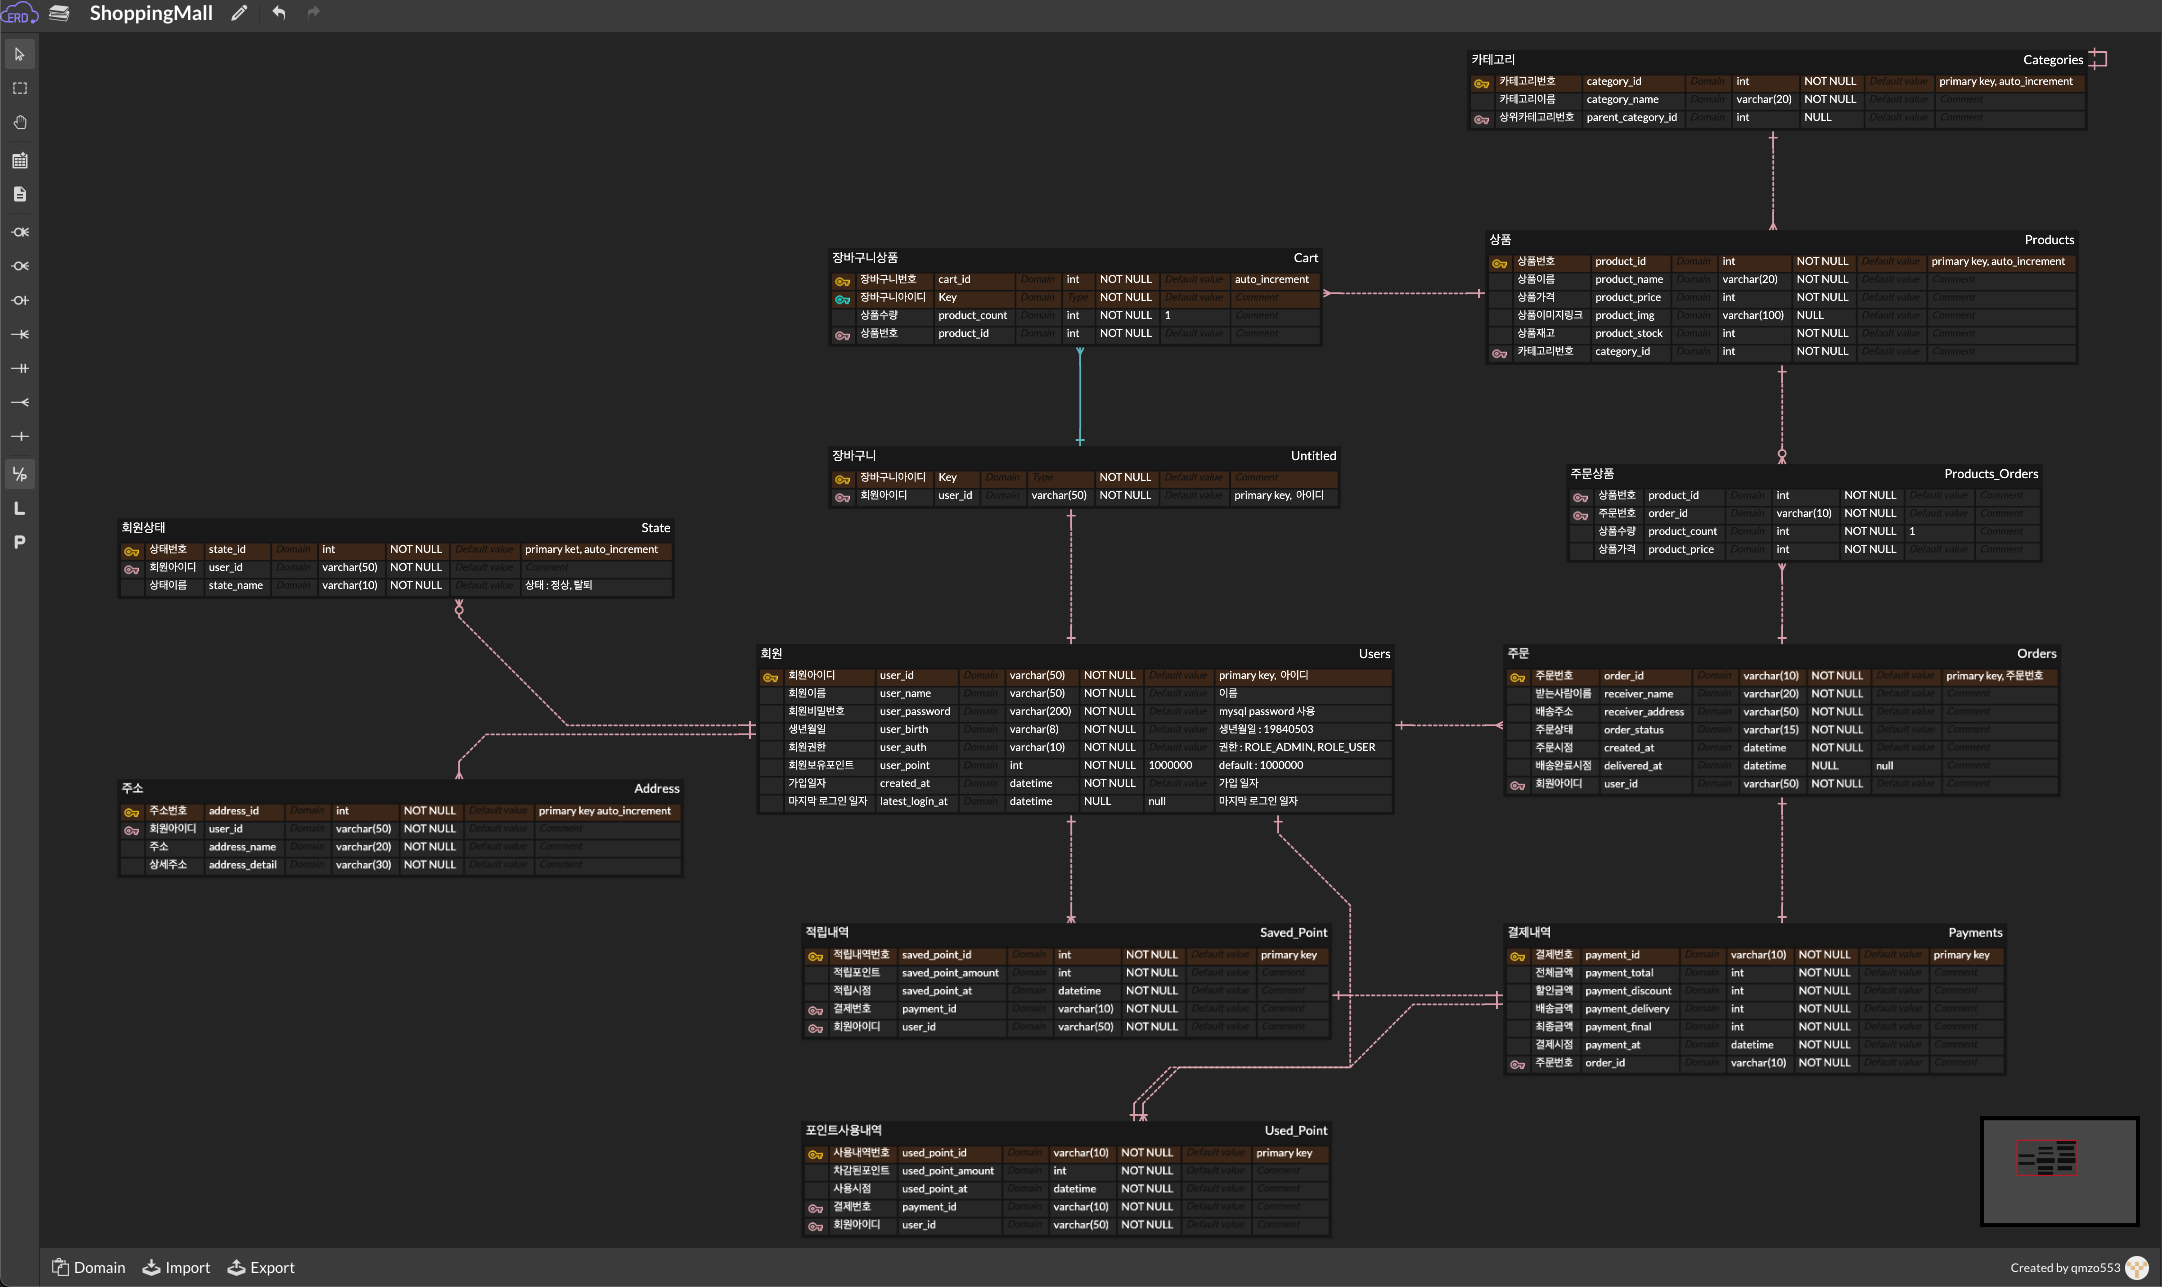 ERD ShoppingMall
카테고리 Categories
카테고리번호 category_id Domain int NOT NULL Default value primary key, auto_increment
카테고리이름 category_name Domain varchar(20) NOT NULL Default value Comment
상위카테고리번호 parent_category_id Domain int NULL Default value Comment
상품 Products
상품번호 product_id Domain int NOT NULL Default value primary key, auto_increment
상품이름 product_name Domain varchar(20) NOT NULL Default value Comment
상품가격 product_price Domain int NOT NULL Default value Comment
상품이미지링크 product_img Domain varchar(100) NULL Default value Comment
상품재고 product_stock Domain int NOT NULL Default value Comment
카테고리번호 category_id Domain int NOT NULL Default value Comment
장바구니상품 Cart
장바구니번호 cart_id Domain int NOT NULL Default value auto_increment
장바구니아이디 Key Domain Type NOT NULL Default value Comment
상품수량 product_count Domain int NOT NULL 1 Comment
상품번호 product_id Domain int NOT NULL Default value Comment
장바구니 Untitled
장바구니아이디 Key Domain Type NOT NULL Default value Comment
회원아이디 user_id Domain varchar(50) NOT NULL Default value primary key, 아이디
주문상품 Products_Orders
상품번호 product_id Domain int NOT NULL Default value Comment
주문번호 order_id Domain varchar(10) NOT NULL Default value Comment
상품수량 product_count Domain int NOT NULL 1 Comment
상품가격 product_price Domain int NOT NULL Default value Comment
회원상태 State
상태번호 state_id Domain int NOT NULL Default value primary ket, auto_increment
회원아이디 user_id Domain varchar(50) NOT NULL Default value Comment
상태이름 state_name Domain varchar(10) NOT NULL Default value 상태 : 정상, 탈퇴
회원 Users
회원아이디 user_id Domain varchar(50) NOT NULL Default value primary key, 아이디
회원이름 user_name Domain varchar(50) NOT NULL Default value 이름
회원비밀번호 user_password Domain varchar(200) NOT NULL Default value mysql password 사용
생년월일 user_birth Domain varchar(8) NOT NULL Default value 생년월일 : 19840503
회원권한 user_auth Domain varchar(10) NOT NULL Default value 권한 : ROLE_ADMIN, ROLE_USER
회원보유포인트 user_point Domain int NOT NULL 1000000 default : 1000000
가입일자 created_at Domain datetime NOT NULL Default value 가입 일자
마지막 로그인 일자 latest_login_at Domain datetime NULL null 마지막 로그인 일자
주문 Orders
주문번호 order_id Domain varchar(10) NOT NULL Default value primary key, 주문번호
받는사람이름 receiver_name Domain varchar(20) NOT NULL Default value Comment
배송주소 receiver_address Domain varchar(50) NOT NULL Default value Comment
주문상태 order_status Domain varchar(15) NOT NULL Default value Comment
주문시점 created_at Domain datetime NOT NULL Default value Comment
배송완료시점 delivered_at Domain datetime NULL null Comment
회원아이디 user_id Domain varchar(50) NOT NULL Default value Comment
주소 Address
주소번호 address_id Domain int NOT NULL Default value primary key auto_increment
회원아이디 user_id Domain varchar(50) NOT NULL Default value Comment
주소 address_name Domain varchar(20) NOT NULL Default value Comment
상세주소 address_detail Domain varchar(30) NOT NULL Default value Comment
적립내역 Saved_Point
적립내역번호 saved_point_id Domain int NOT NULL Default value primary key
적립포인트 saved_point_amount Domain int NOT NULL Default value Comment
적립시점 saved_point_at Domain datetime NOT NULL Default value Comment
결제번호 payment_id Domain varchar(10) NOT NULL Default value Comment
회원아이디 user_id Domain varchar(50) NOT NULL Default value Comment
결제내역 Payments
결제번호 payment_id Domain varchar(10) NOT NULL Default value primary key
전체금액 payment_total Domain int NOT NULL Default value Comment
할인금액 payment_discount Domain int NOT NULL Default value Comment
배송금액 payment_delivery Domain int NOT NULL Default value Comment
최종금액 payment_final Domain int NOT NULL Default value Comment
결제시점 payment_at Domain datetime NOT NULL Default value Comment
주문번호 order_id Domain varchar(10) NOT NULL Default value Comment
포인트사용내역 Used_Point
사용내역번호 used_point_id Domain varchar(10) NOT NULL Default value primary key
차감된포인트 used_point_amount Domain int NOT NULL Default value Comment
사용시점 used_point_at Domain datetime NOT NULL Default value Comment
결제번호 payment_id Domain varchar(10) NOT NULL Default value Comment
회원아이디 user_id Domain varchar(50) NOT NULL Default value Comment
L/P
L
P
Domain Import Export Created by qmzo553